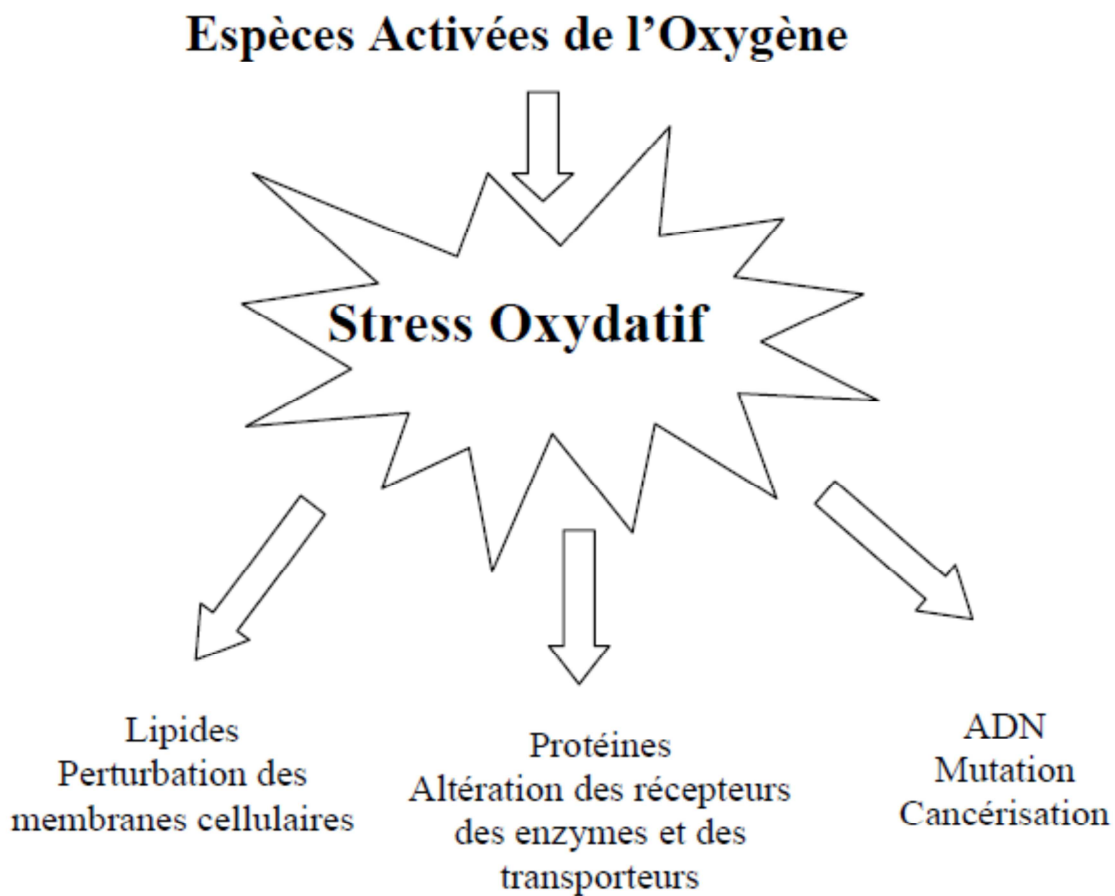 Espèces Activées de l'Oxygène
Stress Oxydatif
Lipides
Perturbation des
membranes cellulaires
Protéines
Altération des récepteurs
des enzymes et des
transporteurs
ADN
Mutation
Cancérisation